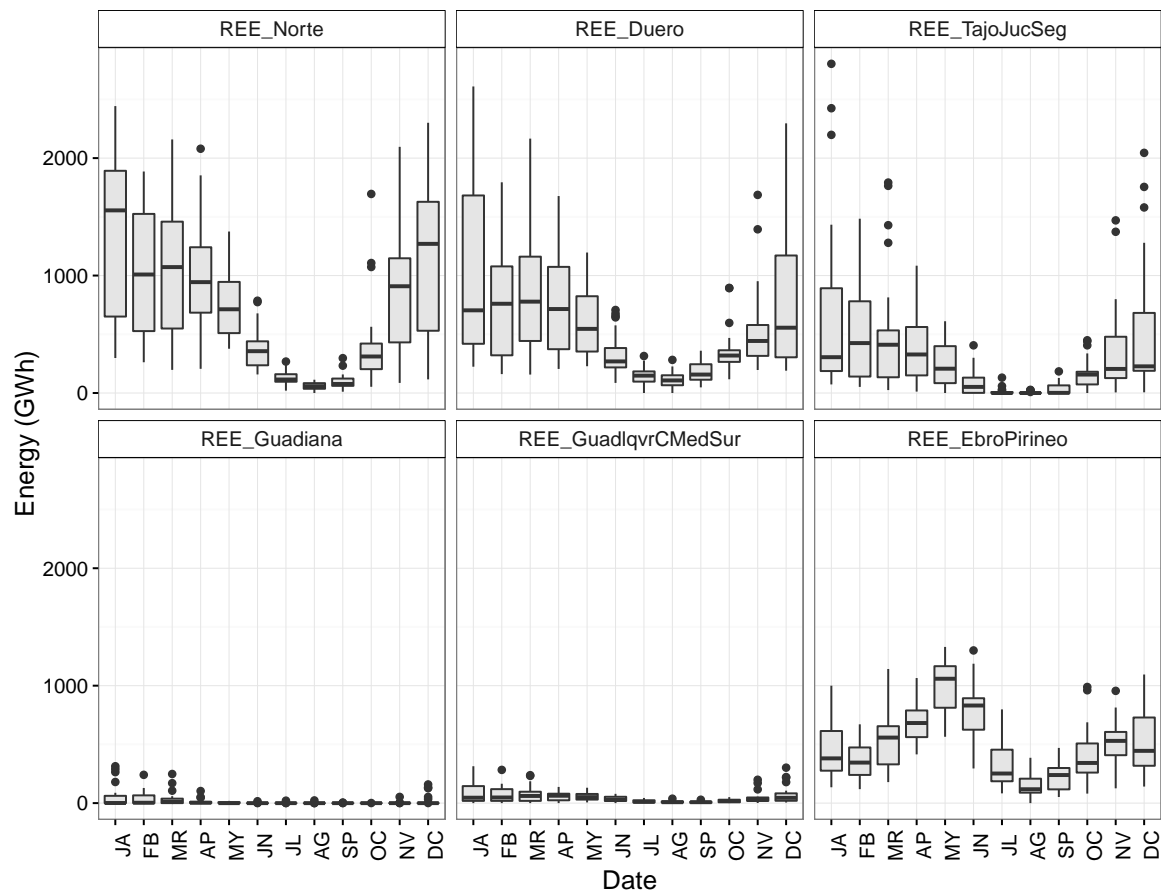 REE_Norte REE_Duero REE_TajoJucSeg
2000
1000
0
REE_Guadiana REE_GuadlqvrCMedSur REE_EbroPirineo
2000
1000
0
Energy (GWh)
JA FB MR AP MY JN JL AG SP OC NV DC JA FB MR AP MY JN JL AG SP OC NV DC JA FB MR AP MY JN JL AG SP OC NV DC
Date